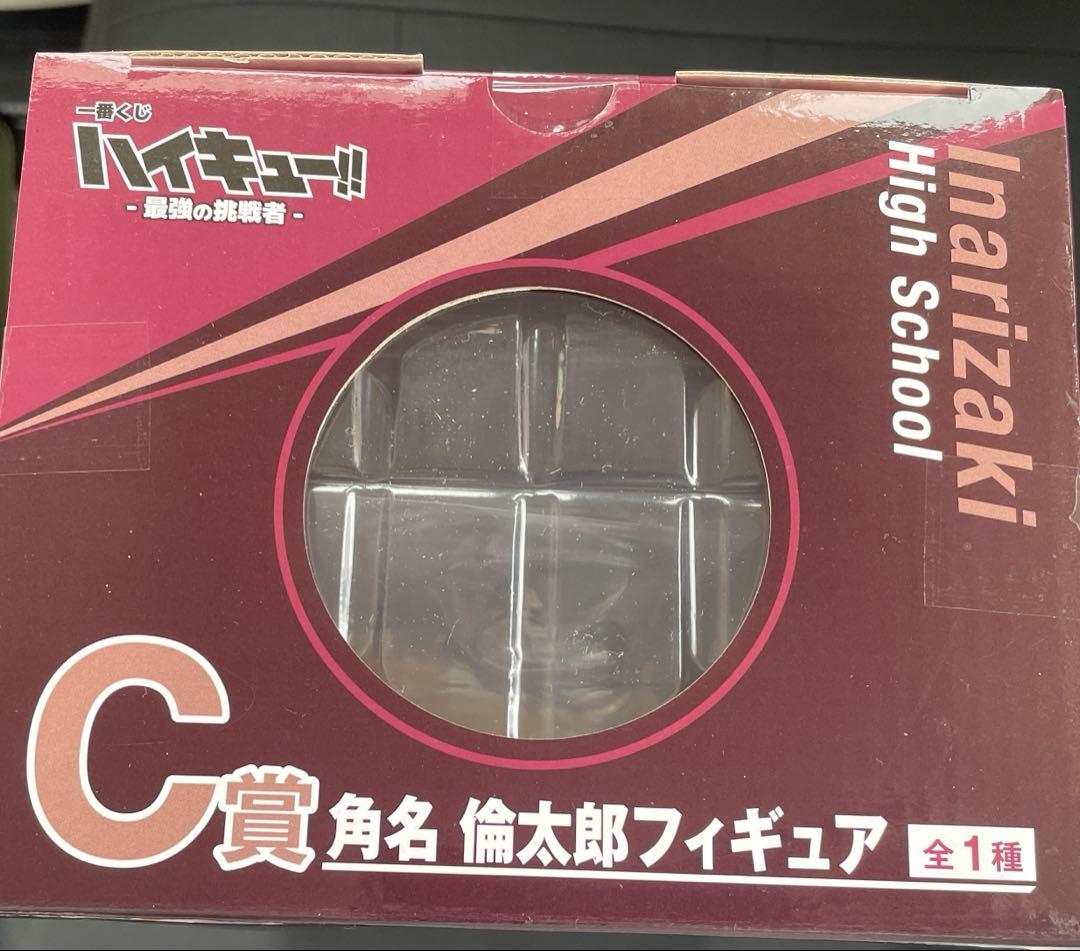 一番くじ
ハイキュー!!
- 最強の挑戦者 -
Inarizaki
High School
C賞 角名 倫太郎フィギュア 全1種